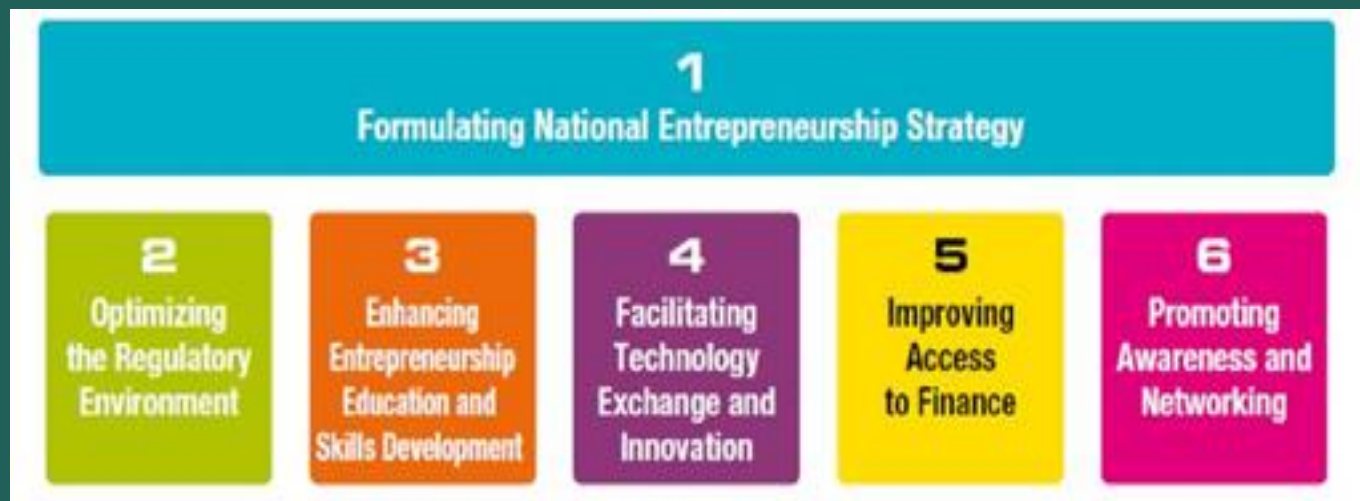 1
Formulating National Entrepreneurship Strategy
2
Optimizing
the Regulatory
Environment
3
Enhancing
Entrepreneurship
Education and
Skills Development
4
Facilitating
Technology
Exchange and
Innovation
5
Improving
Access
to Finance
6
Promoting
Awareness and
Networking